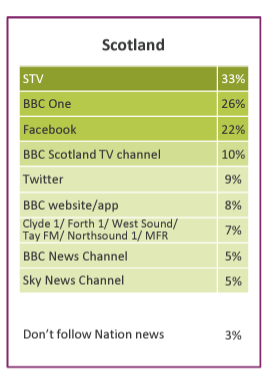 Scotland
STV 33%
BBC One 26%
Facebook 22%
BBC Scotland TV channel 10%
Twitter 9%
BBC website/app 8%
Clyde 1/ Forth 1/ West Sound/
Tay FM/ Northsound 1/ MFR 7%
BBC News Channel 5%
Sky News Channel 5%
Don't follow Nation news 3%